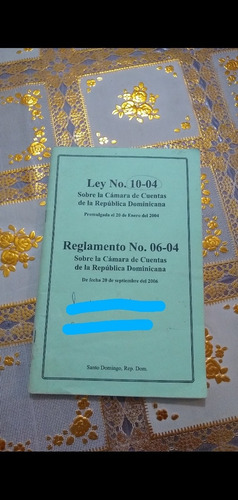 Ley No. 10-04
Sobre la Cámara de Cuentas
de la República Dominicana
Promulgada el 20 de Enero del 2004
Reglamento No. 06-04
Sobre la Cámara de Cuentas
de la República Dominicana
De fecha 20 de septiembre del 2004
Santo Domingo, Rep. Dom.